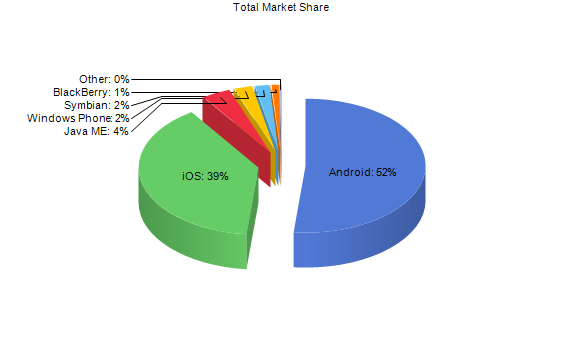 Total Market Share
Other: 0%
BlackBerry: 1%
Symbian: 2%
Windows Phone: 2%
Java ME: 4%
iOS: 39%
Android: 52%